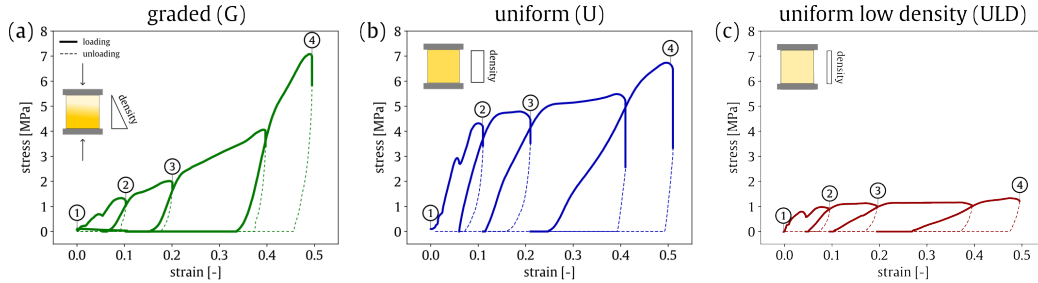 graded (G)
(a)
8
7
6
5
4
3
2
1
0
stress [MPa]
loading
unloading
density
1
2
3
4
0.0 0.1 0.2 0.3 0.4 0.5
strain [-]
uniform (U)
(b)
8
7
6
5
4
3
2
1
0
stress [MPa]
density
1
2
3
4
0.0 0.1 0.2 0.3 0.4 0.5
strain [-]
uniform low density (ULD)
(c)
8
7
6
5
4
3
2
1
0
stress [MPa]
density
1
2
3
4
0.0 0.1 0.2 0.3 0.4 0.5
strain [-]